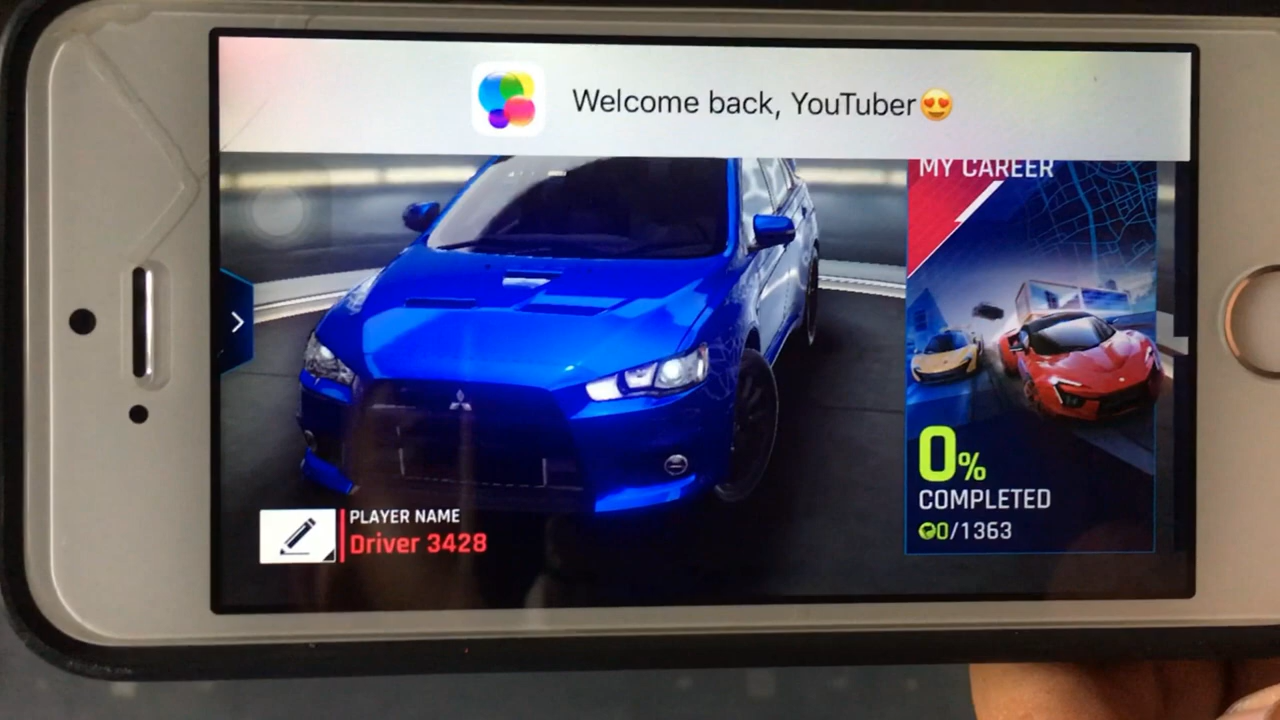 Welcome back, YouTuber😍
MY CAREER
0%
COMPLETED
0/1363
PLAYER NAME
Driver 3428